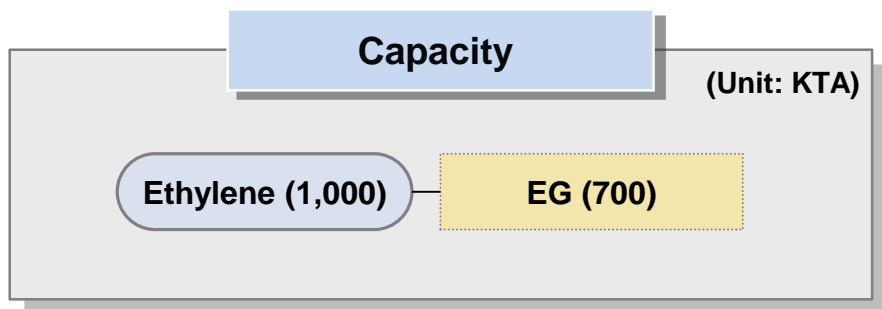 Capacity
(Unit: KTA)
Ethylene (1,000)
EG (700)